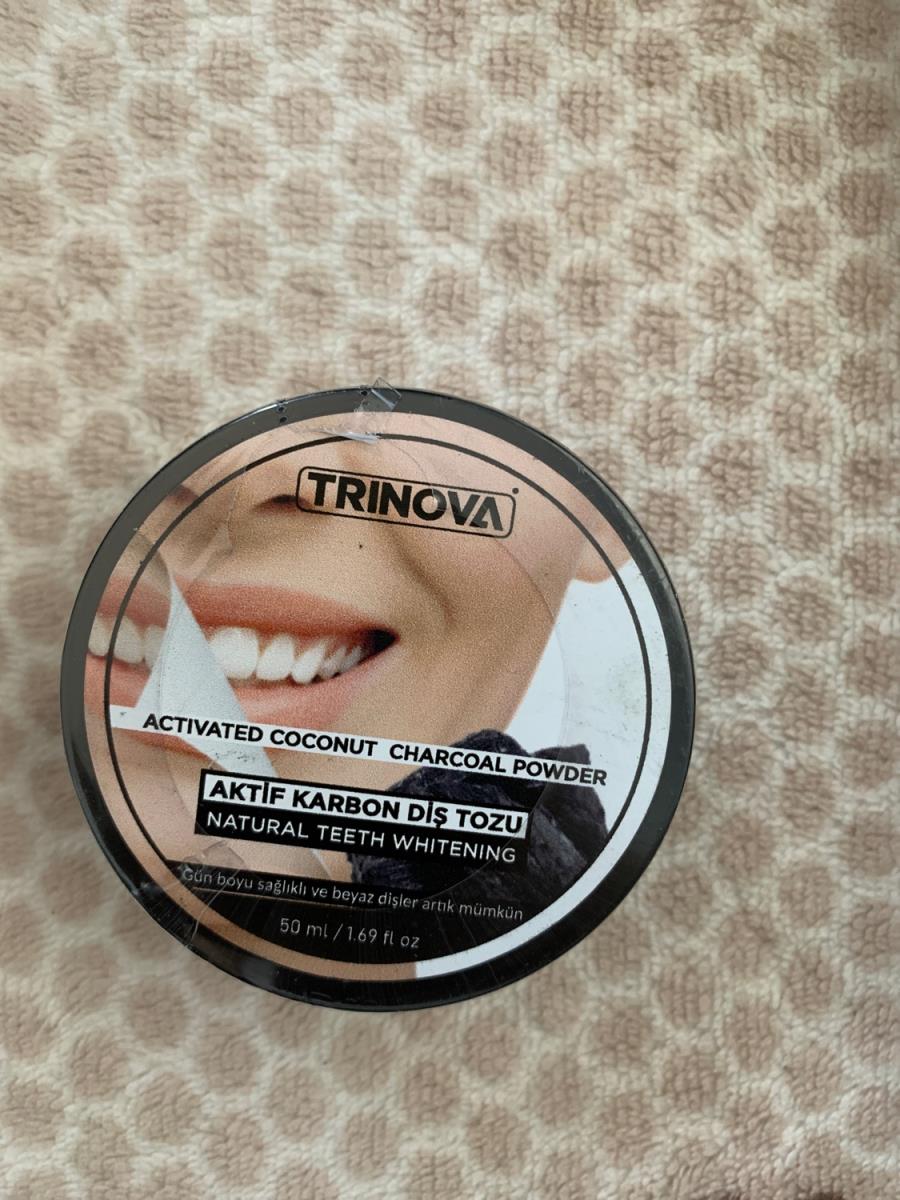 TRINOVA
ACTIVATED COCONUT CHARCOAL POWDER
AKTİF KARBON DİŞ TOZU
NATURAL TEETH WHITENING
Gün boyu sağlıklı ve beyaz dişler artık mümkün
50 ml / 1.69 fl oz